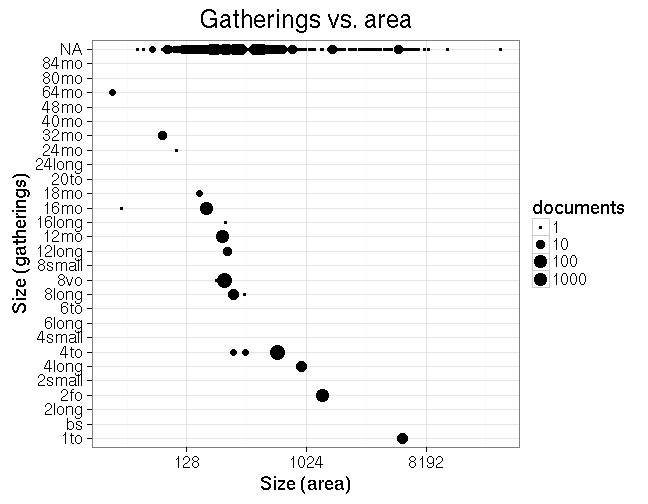 Gatherings vs. area
NA
84mo
80mo
64mo
48mo
40mo
32mo
24mo
24long
20to
18mo
16mo
16long
12mo
12long
8small
8vo
8long
6to
6long
4small
4to
4long
2small
2fo
2long
bs
1to
Size (gatherings)
128 1024 8192
Size (area)
documents
1
10
100
1000